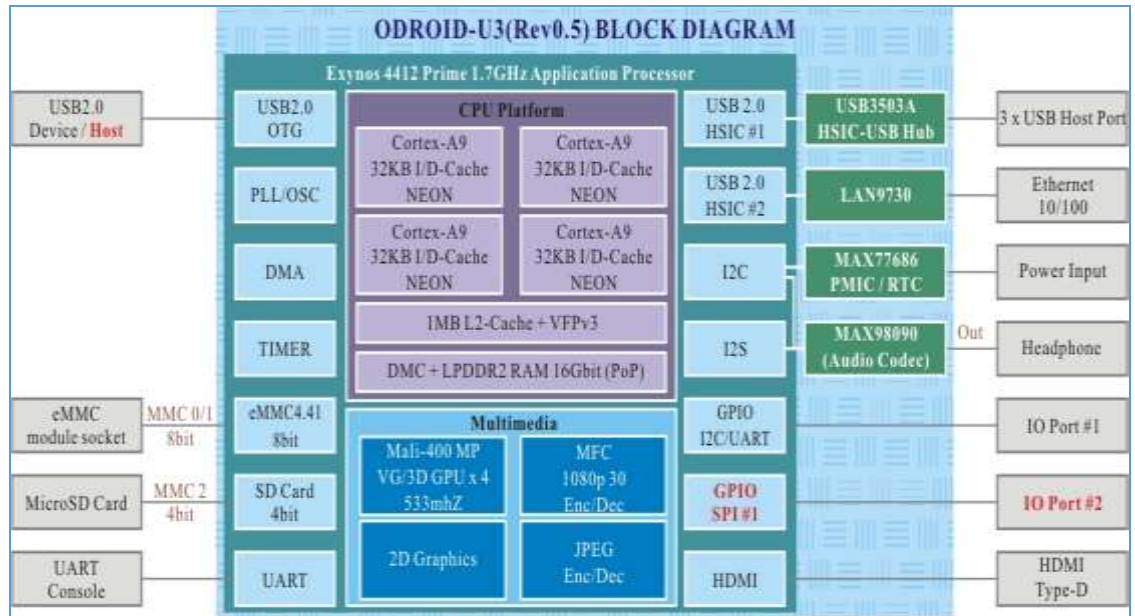 ODROID-U3(Rev0.5) BLOCK DIAGRAM
Exynos 4412 Prime 1.7GHz Application Processor
USB2.0
Device / Host
eMMC
module socket
MMC 0/1
8bit
MicroSD Card
MMC 2
4bit
UART
Console
USB2.0
OTG
PLL/OSC
DMA
TIMER
eMMC4.41
8bit
SD Card
4bit
UART
CPU Platform
Cortex-A9
32KB I/D-Cache
NEON
Cortex-A9
32KB I/D-Cache
NEON
Cortex-A9
32KB I/D-Cache
NEON
Cortex-A9
32KB I/D-Cache
NEON
1MB L2-Cache + VFPv3
DMC + LPDDR2 RAM 16Gbit (PoP)
Multimedia
Mali-400 MP
VG/3D GPU x 4
533mhZ
MFC
1080p 30
Enc/Dec
2D Graphics
JPEG
Enc/Dec
USB 2.0
HSIC #1
USB 2.0
HSIC #2
I2C
I2S
GPIO
I2C/UART
GPIO
SPI #1
HDMI
USB3503A
HSIC-USB Hub
LAN9730
MAX77686
PMIC / RTC
MAX98090
(Audio Codec)
Out
3 x USB Host Port
Ethernet
10/100
Power Input
Headphone
IO Port #1
IO Port #2
HDMI
Type-D